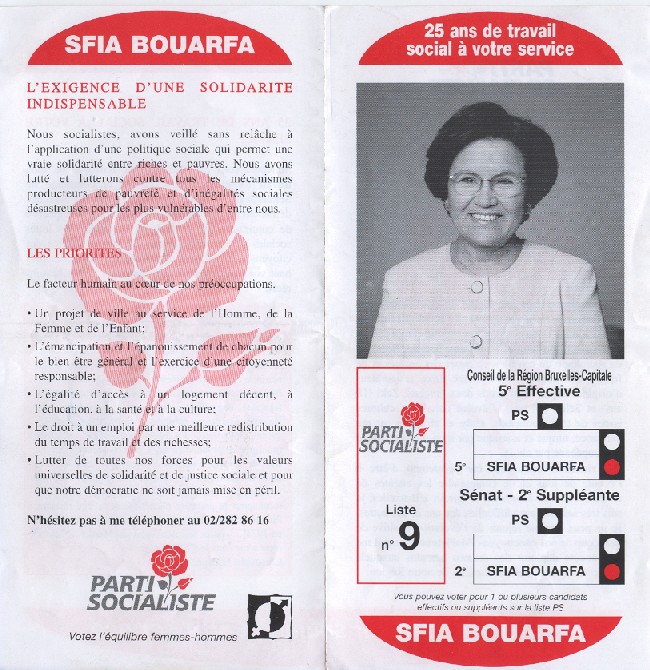 SFIA BOUARFA
L'EXIGENCE D'UNE SOLIDARITE
INDISPENSABLE
Nous socialistes, avons veillé sans relâche à
l'application d'une politique sociale qui permet une
vraie solidarité entre riches et pauvres. Nous avons
lutté et lutterons contre tous les mécanismes
producteurs de pauvreté et d'inégalités sociales
désastreuses pour les plus vulnérables d'entre nous.
LES PRIORITES
Le facteur humain au cœur de nos préoccupations.
• Un projet de ville au service de l'Homme, de la
Femme et de l'Enfant;
• L'émancipation et l'épanouissement de chacun pour
le bien être général et l'exercice d'une citoyenneté
responsable;
• L'égalité d'accès à un logement décent, à
l'éducation, à la santé et à la culture;
• Le droit à un emploi par une meilleure redistribution
du temps de travail et des richesses;
• Lutter de toutes nos forces pour les valeurs
universelles de solidarité et de justice sociale et pour
que notre démocratie ne soit jamais mise en péril.
N'hésitez pas à me téléphoner au 02/282 86 16
PARTI
SOCIALISTE
Votez l'équilibre femmes-hommes
25 ans de travail
social à votre service
PARTI
SOCIALISTE
Liste
n° 9
Conseil de la Région Bruxelles-Capitale
5e Effective
PS
5e SFIA BOUARFA
Sénat - 2e Suppléante
PS
2e SFIA BOUARFA
vous pouvez voter pour 1 ou plusieurs candidats
effectifs ou suppléants sur la liste PS
SFIA BOUARFA